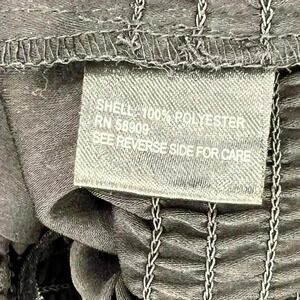 SHELL: 100% POLYESTER
RN 58909
SEE REVERSE SIDE FOR CARE